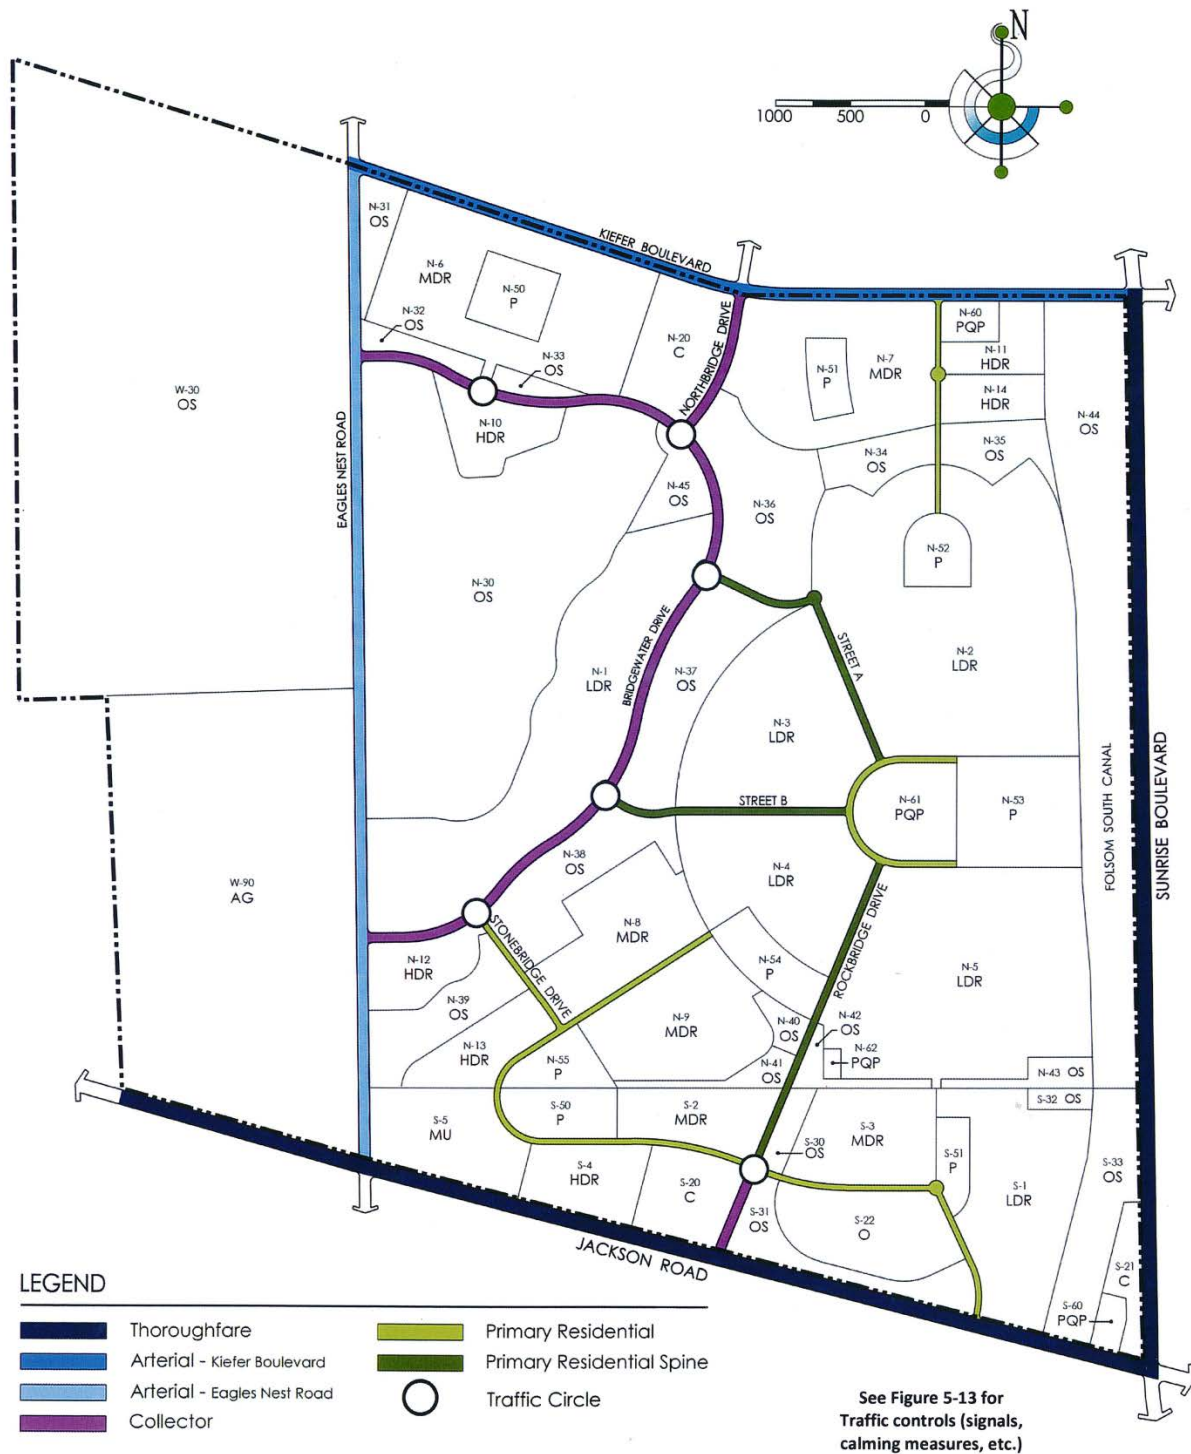 N
1000 500 0
N-31
OS
KIEFER BOULEVARD
N-6
MDR
N-50
P
N-32
OS
N-33
OS
N-20
C
NORTHBRIDGE DRIVE
N-60
PQP
N-11
HDR
N-7
MDR
N-51
P
N-14
HDR
N-44
OS
W-30
OS
EAGLES NEST ROAD
N-10
HDR
N-34
OS
N-35
OS
N-45
OS
N-36
OS
N-52
P
N-30
OS
N-1
LDR
BRIDGEWATER DRIVE
N-37
OS
STREET A
N-2
LDR
N-3
LDR
FOLSOM SOUTH CANAL
SUNRISE BOULEVARD
STREET B
N-61
PQP
N-53
P
W-90
AG
N-38
OS
N-4
LDR
N-8
MDR
STONEBRIDGE DRIVE
ROCKBRIDGE DRIVE
N-12
HDR
N-54
P
N-5
LDR
N-39
OS
N-9
MDR
N-40
OS
N-42
OS
N-13
HDR
N-55
P
N-41
OS
N-62
PQP
N-43 OS
S-32 OS
S-5
MU
S-50
P
S-2
MDR
S-30
OS
S-3
MDR
S-51
P
S-4
HDR
S-20
C
S-31
OS
S-22
O
S-1
LDR
S-33
OS
S-21
C
S-60
PQP
JACKSON ROAD
LEGEND
Thoroughfare
Arterial - Kiefer Boulevard
Arterial - Eagles Nest Road
Collector
Primary Residential
Primary Residential Spine
Traffic Circle
See Figure 5-13 for
Traffic controls (signals,
calming measures, etc.)